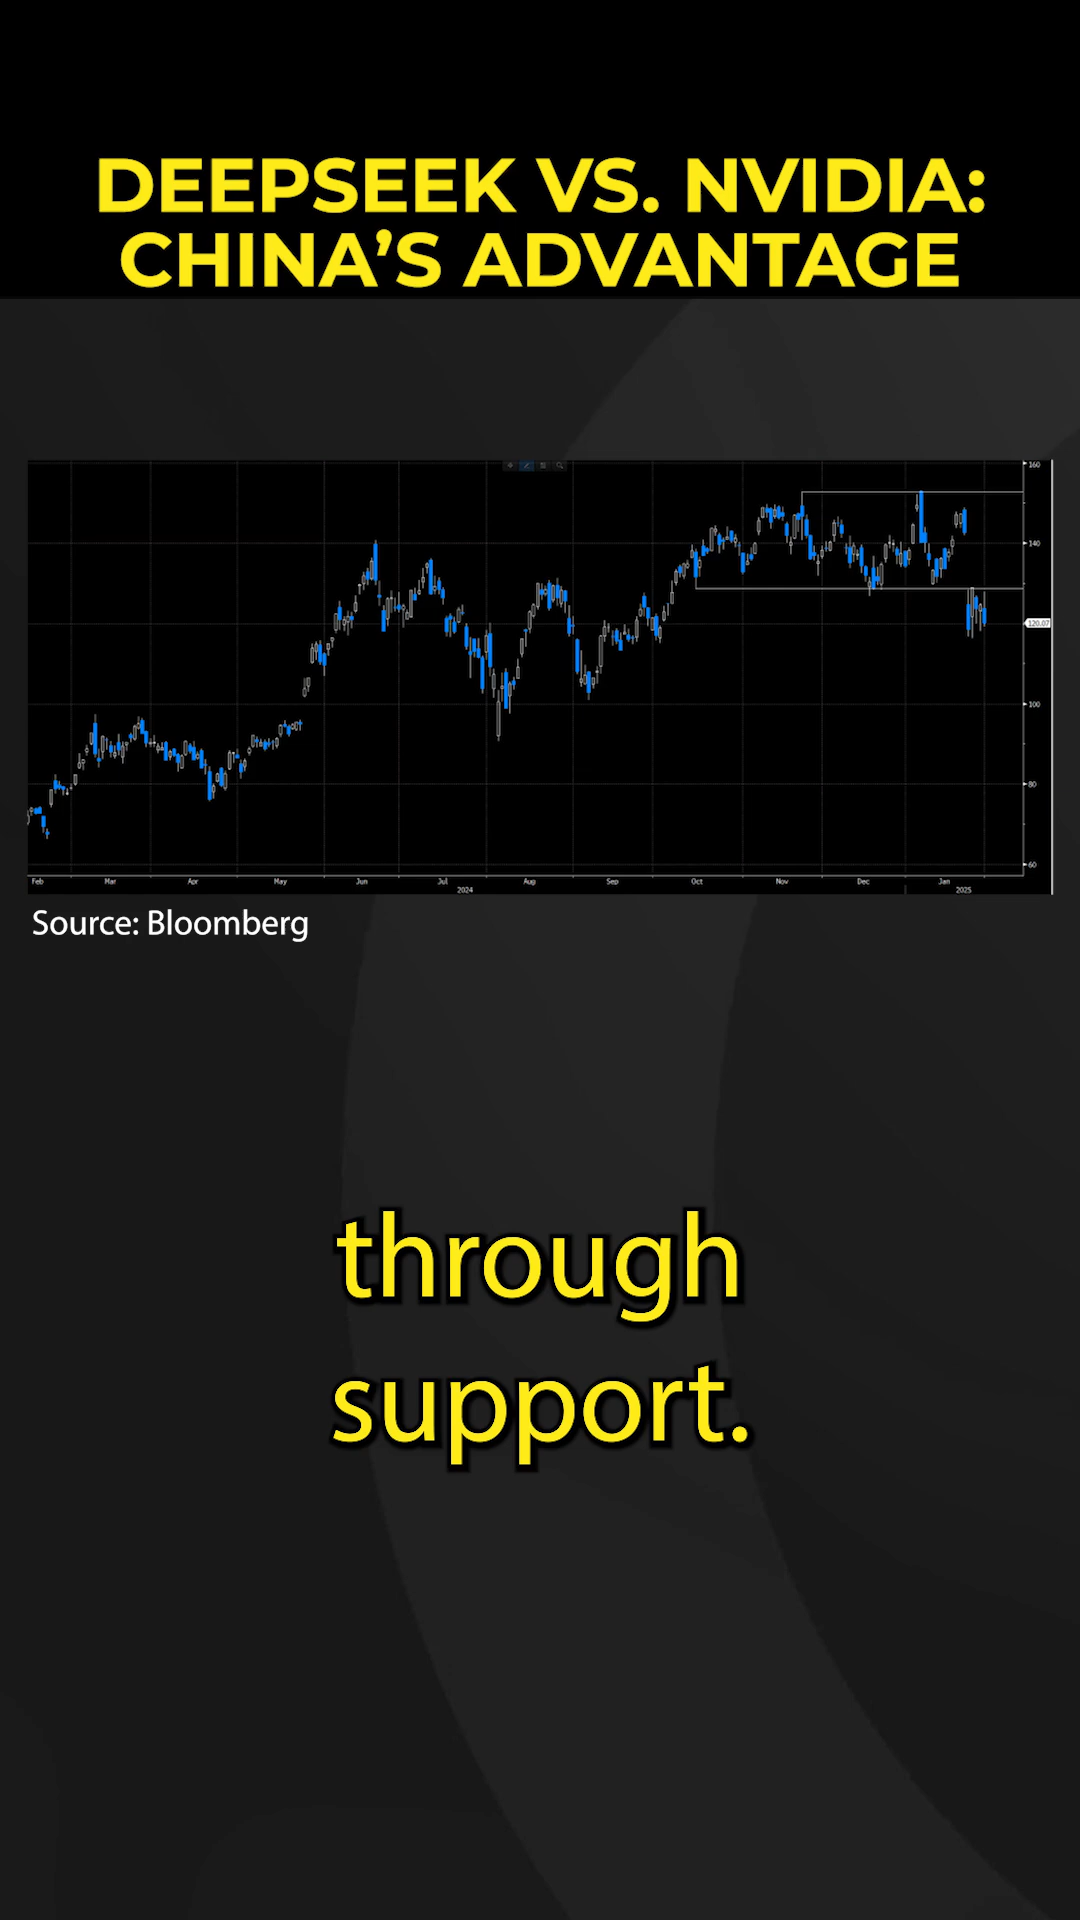 DEEPSEEK VS. NVIDIA:
CHINA’S ADVANTAGE
160
140
120.07
100
80
60
Feb Mar Apr May Jun Jul Aug Sep Oct Nov Dec Jan
2024 2025
Source: Bloomberg
through
support.